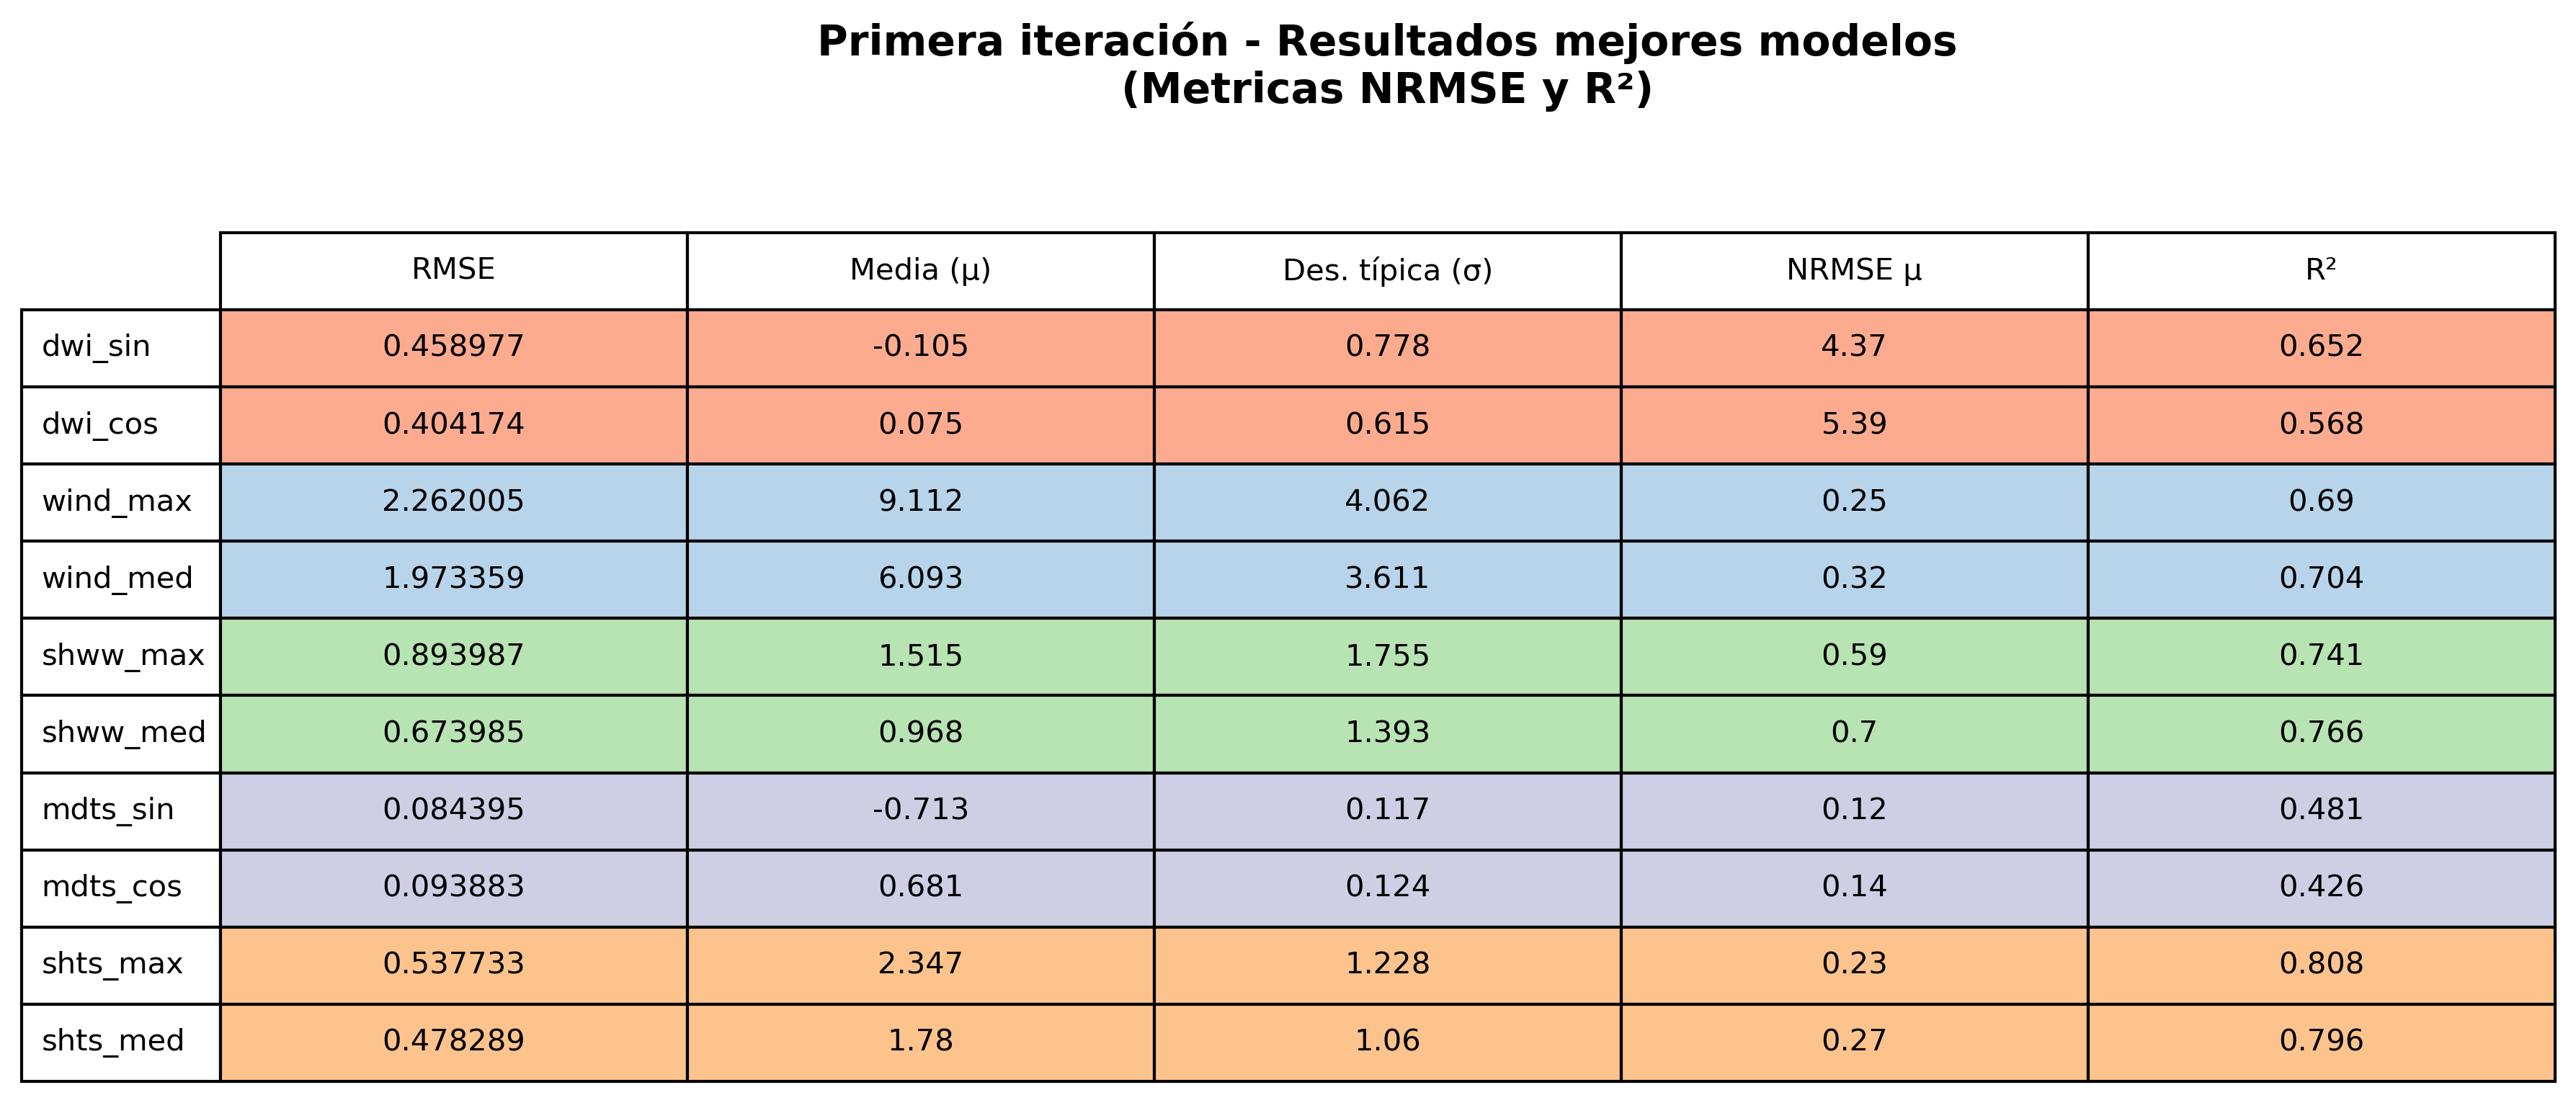 Primera iteración - Resultados mejores modelos
(Metricas NRMSE y R²)
RMSE Media (μ) Des. típica (σ) NRMSE μ R²
dwi_sin 0.458977 -0.105 0.778 4.37 0.652
dwi_cos 0.404174 0.075 0.615 5.39 0.568
wind_max 2.262005 9.112 4.062 0.25 0.69
wind_med 1.973359 6.093 3.611 0.32 0.704
shww_max 0.893987 1.515 1.755 0.59 0.741
shww_med 0.673985 0.968 1.393 0.7 0.766
mdts_sin 0.084395 -0.713 0.117 0.12 0.481
mdts_cos 0.093883 0.681 0.124 0.14 0.426
shts_max 0.537733 2.347 1.228 0.23 0.808
shts_med 0.478289 1.78 1.06 0.27 0.796